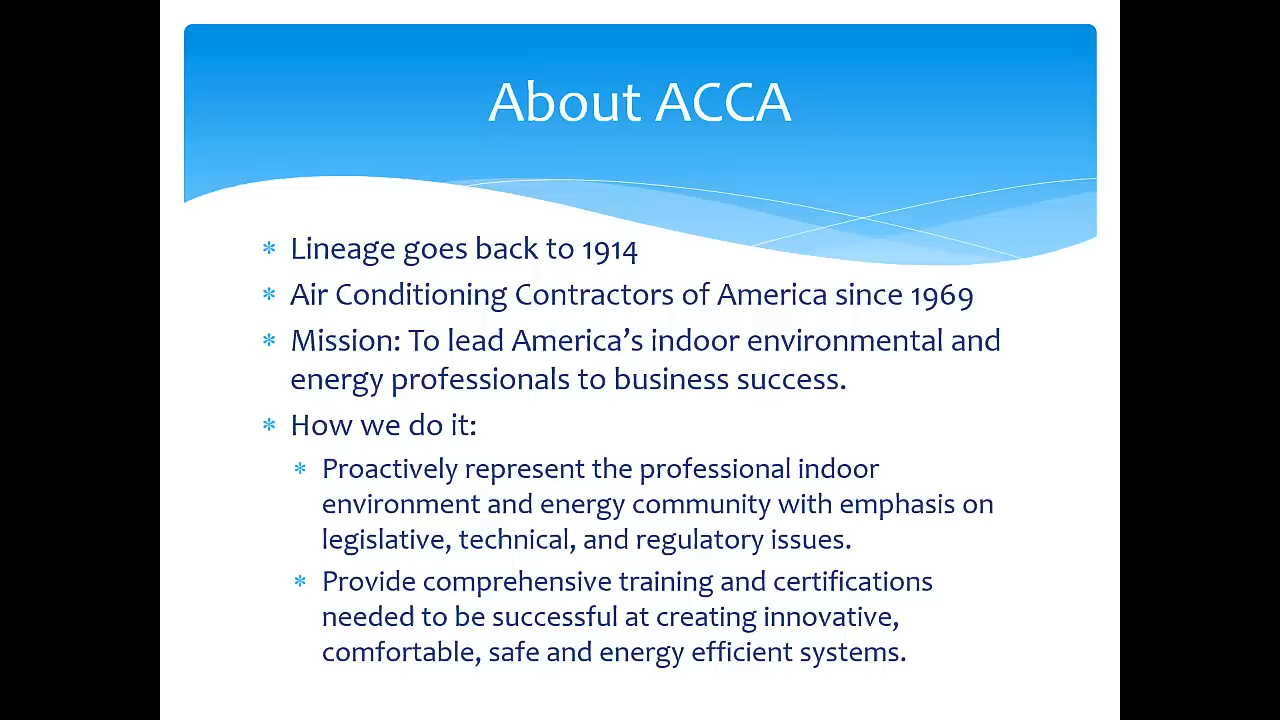 About ACCA
* Lineage goes back to 1914
* Air Conditioning Contractors of America since 1969
* Mission: To lead America’s indoor environmental and
energy professionals to business success.
* How we do it:
* Proactively represent the professional indoor
environment and energy community with emphasis on
legislative, technical, and regulatory issues.
* Provide comprehensive training and certifications
needed to be successful at creating innovative,
comfortable, safe and energy efficient systems.